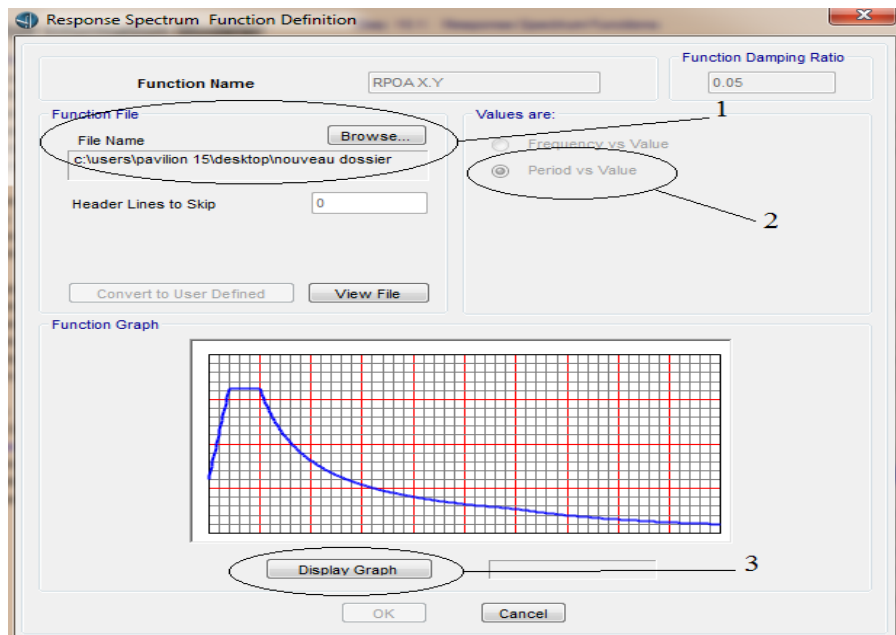 Response Spectrum Function Definition
Function Damping Ratio
Function Name
RPOA X.Y
0.05
Function File
Values are:
1
File Name
Browse...
Frequency vs Value
c:\users\pavilion 15\desktop\nouveau dossier
Period vs Value
Header Lines to Skip
0
2
Convert to User Defined
View File
Function Graph
Display Graph
3
OK
Cancel